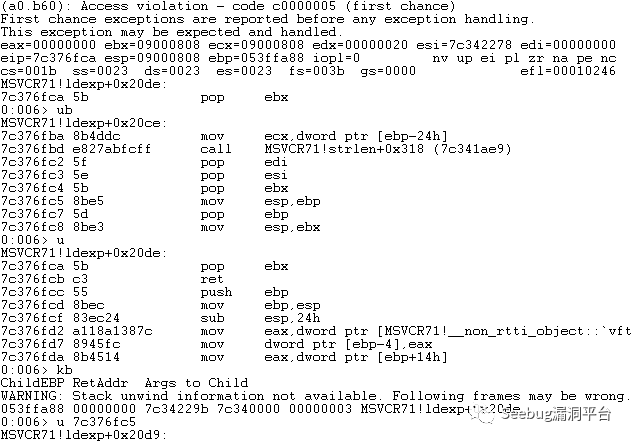 (a0.b60): Access violation - code c0000005 (first chance)
First chance exceptions are reported before any exception handling.
This exception may be expected and handled.
eax=00000000 ebx=09000808 ecx=09000808 edx=00000020 esi=7c342278 edi=00000000
eip=7c376fca esp=09000808 ebp=053ffa88 iopl=0 nv up ei pl zr na pe nc
cs=001b ss=0023 ds=0023 es=0023 fs=003b gs=0000 efl=00010246
MSVCR71!ldexp+0x20de:
7c376fca 5b pop ebx
0:006> ub
MSVCR71!ldexp+0x20ce:
7c376fba 8b4ddc mov ecx,dword ptr [ebp-24h]
7c376fbd e827abfcff call MSVCR71!strlen+0x318 (7c341ae9)
7c376fc2 5f pop edi
7c376fc3 5e pop esi
7c376fc4 5b pop ebx
7c376fc5 8be5 mov esp,ebp
7c376fc7 5d pop ebp
7c376fc8 8be3 mov esp,ebx
0:006> u
MSVCR71!ldexp+0x20de:
7c376fca 5b pop ebx
7c376fcb c3 ret
7c376fcc 55 push ebp
7c376fcd 8bec mov ebp,esp
7c376fcf 83ec24 sub esp,24h
7c376fd2 a118a1387c mov eax,dword ptr [MSVCR71!__non_rtti_object::`vft
7c376fd7 8945fc mov dword ptr [ebp-4],eax
7c376fda 8b4514 mov eax,dword ptr [ebp+14h]
0:006> kb
ChildEBP RetAddr Args to Child
WARNING: Stack unwind information not available. Following frames may be wrong.
053ffa88 00000000 7c34229b 7c340000 00000003 MSVCR71!ldexp+0x20de
0:006> u 7c376fc5
MSVCR71!ldexp+0x20d9:
Seebug漏洞平台